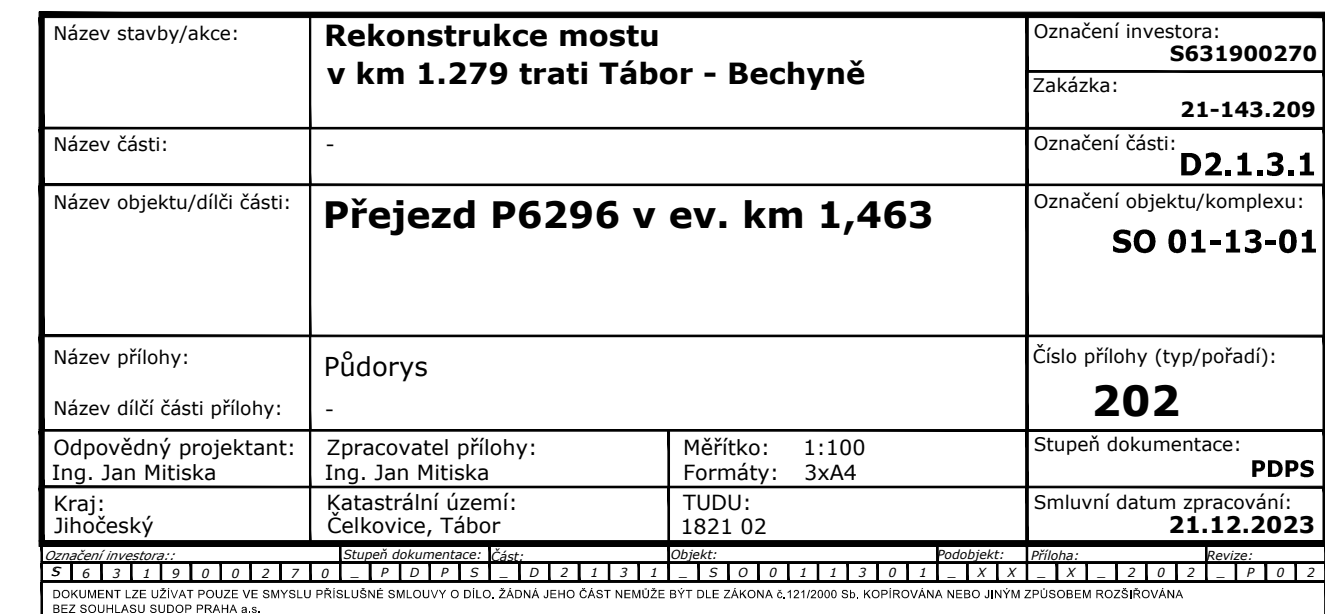 Název stavby/akce:
Rekonstrukce mostu
v km 1.279 trati Tábor - Bechyně
Označení investora:
S631900270
Zakázka:
21-143.209
Název části:
-
Označení části:
D2.1.3.1
Název objektu/dílči části:
Přejezd P6296 v ev. km 1,463
Označení objektu/komplexu:
SO 01-13-01
Název přílohy:
Půdorys
Číslo přílohy (typ/pořadí):
202
Název dílčí části přílohy:
-
Odpovědný projektant:
Ing. Jan Mitiska
Zpracovatel přílohy:
Ing. Jan Mitiska
Měřítko: 1:100
Formáty: 3xA4
Stupeň dokumentace:
PDPS
Kraj:
Jihočeský
Katastrální území:
Čelkovice, Tábor
TUDU:
1821 02
Smluvní datum zpracování:
21.12.2023
Označení investora:: Stupeň dokumentace: Část: Objekt: Podobjekt: Příloha: Revize:
S 6 3 1 9 0 0 2 7 0 _ P D P S _ D 2 1 3 1 _ S O 0 1 1 3 0 1 _ X X _ X _ 2 0 2 _ P 0 2
DOKUMENT LZE UŽÍVAT POUZE VE SMYSLU PŘÍSLUŠNÉ SMLOUVY O DÍLO. ŽÁDNÁ JEHO ČÁST NEMŮŽE BÝT DLE ZÁKONA č.121/2000 Sb. KOPÍROVÁNA NEBO JINÝM ZPŮSOBEM ROZŠIŘOVÁNA
BEZ SOUHLASU SUDOP PRAHA a.s.